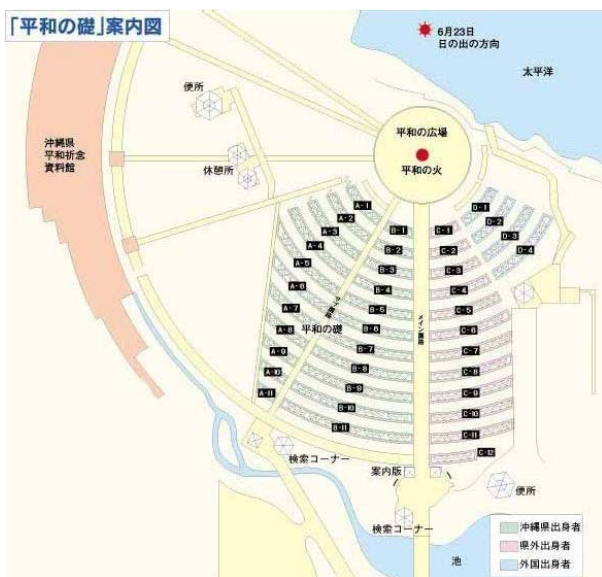 「平和の礎」案内図
6月23日
日の出の方向
太平洋
便所
沖縄県
平和祈念
資料館
休憩所
平和の広場
平和の火
A-1
A-2
A-3
A-4
A-5
A-6
A-7
A-8
A-9
A-10
A-11
B-1
B-2
B-3
B-4
B-5
B-6
B-7
B-8
B-9
B-10
B-11
C-1
C-2
C-3
C-4
C-5
C-6
C-7
C-8
C-9
C-10
C-11
C-12
D-1
D-2
D-3
D-4
平和の礎
メイン
検索コーナー
案内版
検索コーナー
便所
池
沖縄県出身者
県外出身者
外国出身者